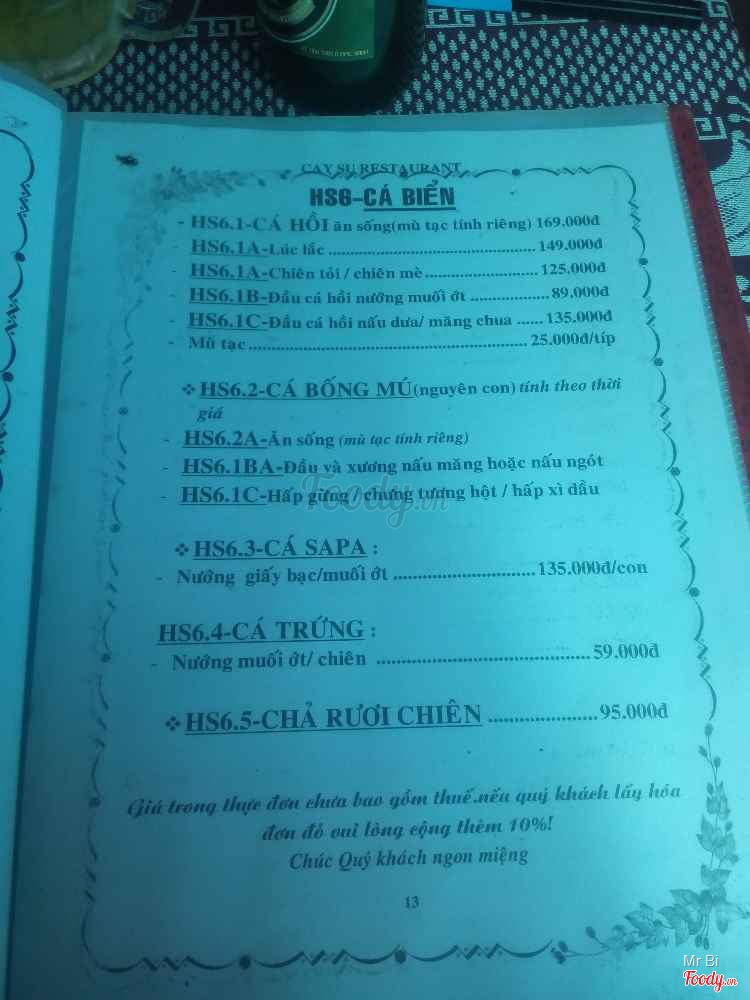 CAY SU RESTAURANT
HS6-CÁ BIỂN
- HS6.1-CÁ HỒI ăn sống(mù tạc tính riêng) 169.000đ
- HS6.1A-Lúc lắc ............................................. 149.000đ
- HS6.1A-Chiên tỏi / chiên mè ......................... 125.000đ
- HS6.1B-Đầu cá hồi nướng muối ớt .................. 89.000đ
- HS6.1C-Đầu cá hồi nấu dưa/ măng chua ...... 135.000đ
- Mù tạc ............................................................ 25.000đ/típ
❖ HS6.2-CÁ BỐNG MÚ(nguyên con) tính theo thời
giá
- HS6.2A-Ăn sống (mù tạc tính riêng)
- HS6.1BA-Đầu và xương nấu măng hoặc nấu ngót
- HS6.1C-Hấp gừng / chưng tương hột / hấp xì dầu
❖HS6.3-CÁ SAPA :
- Nướng giấy bạc/muối ớt .............................. 135.000đ/con
HS6.4-CÁ TRỨNG :
- Nướng muối ớt/ chiên ........................................ 59.000đ
❖ HS6.5-CHẢ RƯƠI CHIÊN .................... 95.000đ
Giá trong thực đơn chưa bao gồm thuế.nếu quý khách lấy hóa
đơn đỏ vui lòng cộng thêm 10%!
Chúc Quý khách ngon miệng
13
Foody.vn
Mr Bi
Foody.vn